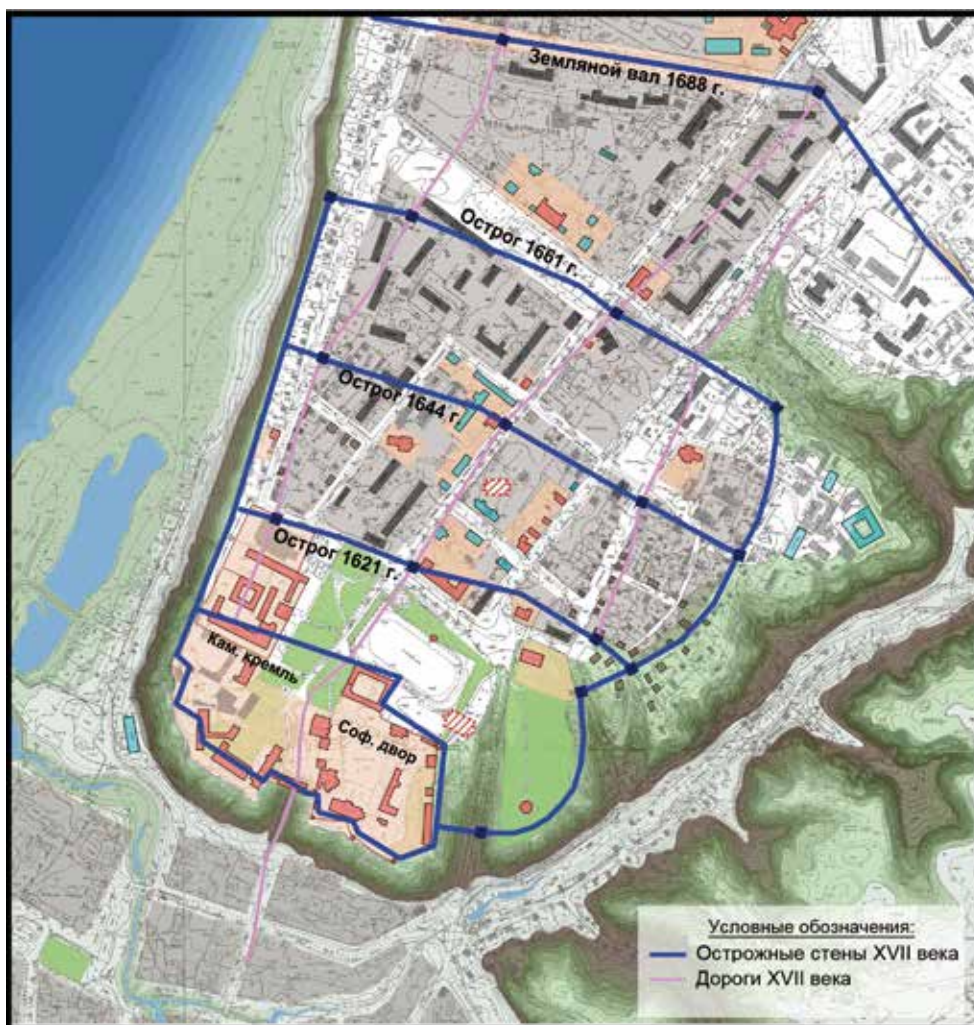 Земляной вал 1688 г.
Острог 1661 г.
Острог 1644 г.
Острог 1621 г.
Кам. кремль
Соф. двор
Условные обозначения:
Острожные стены XVII века
Дороги XVII века